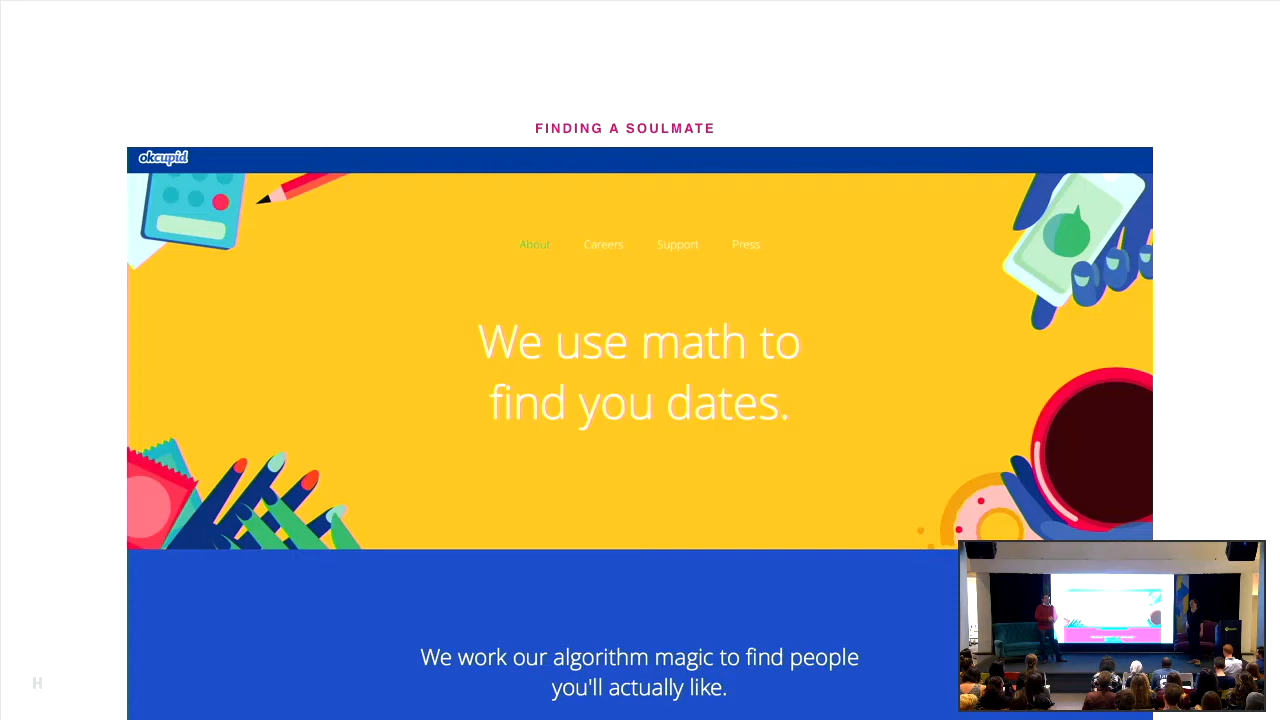 FINDING A SOULMATE
okcupid
About Careers Support Press
We use math to
find you dates.
We work our algorithm magic to find people
you'll actually like.
H